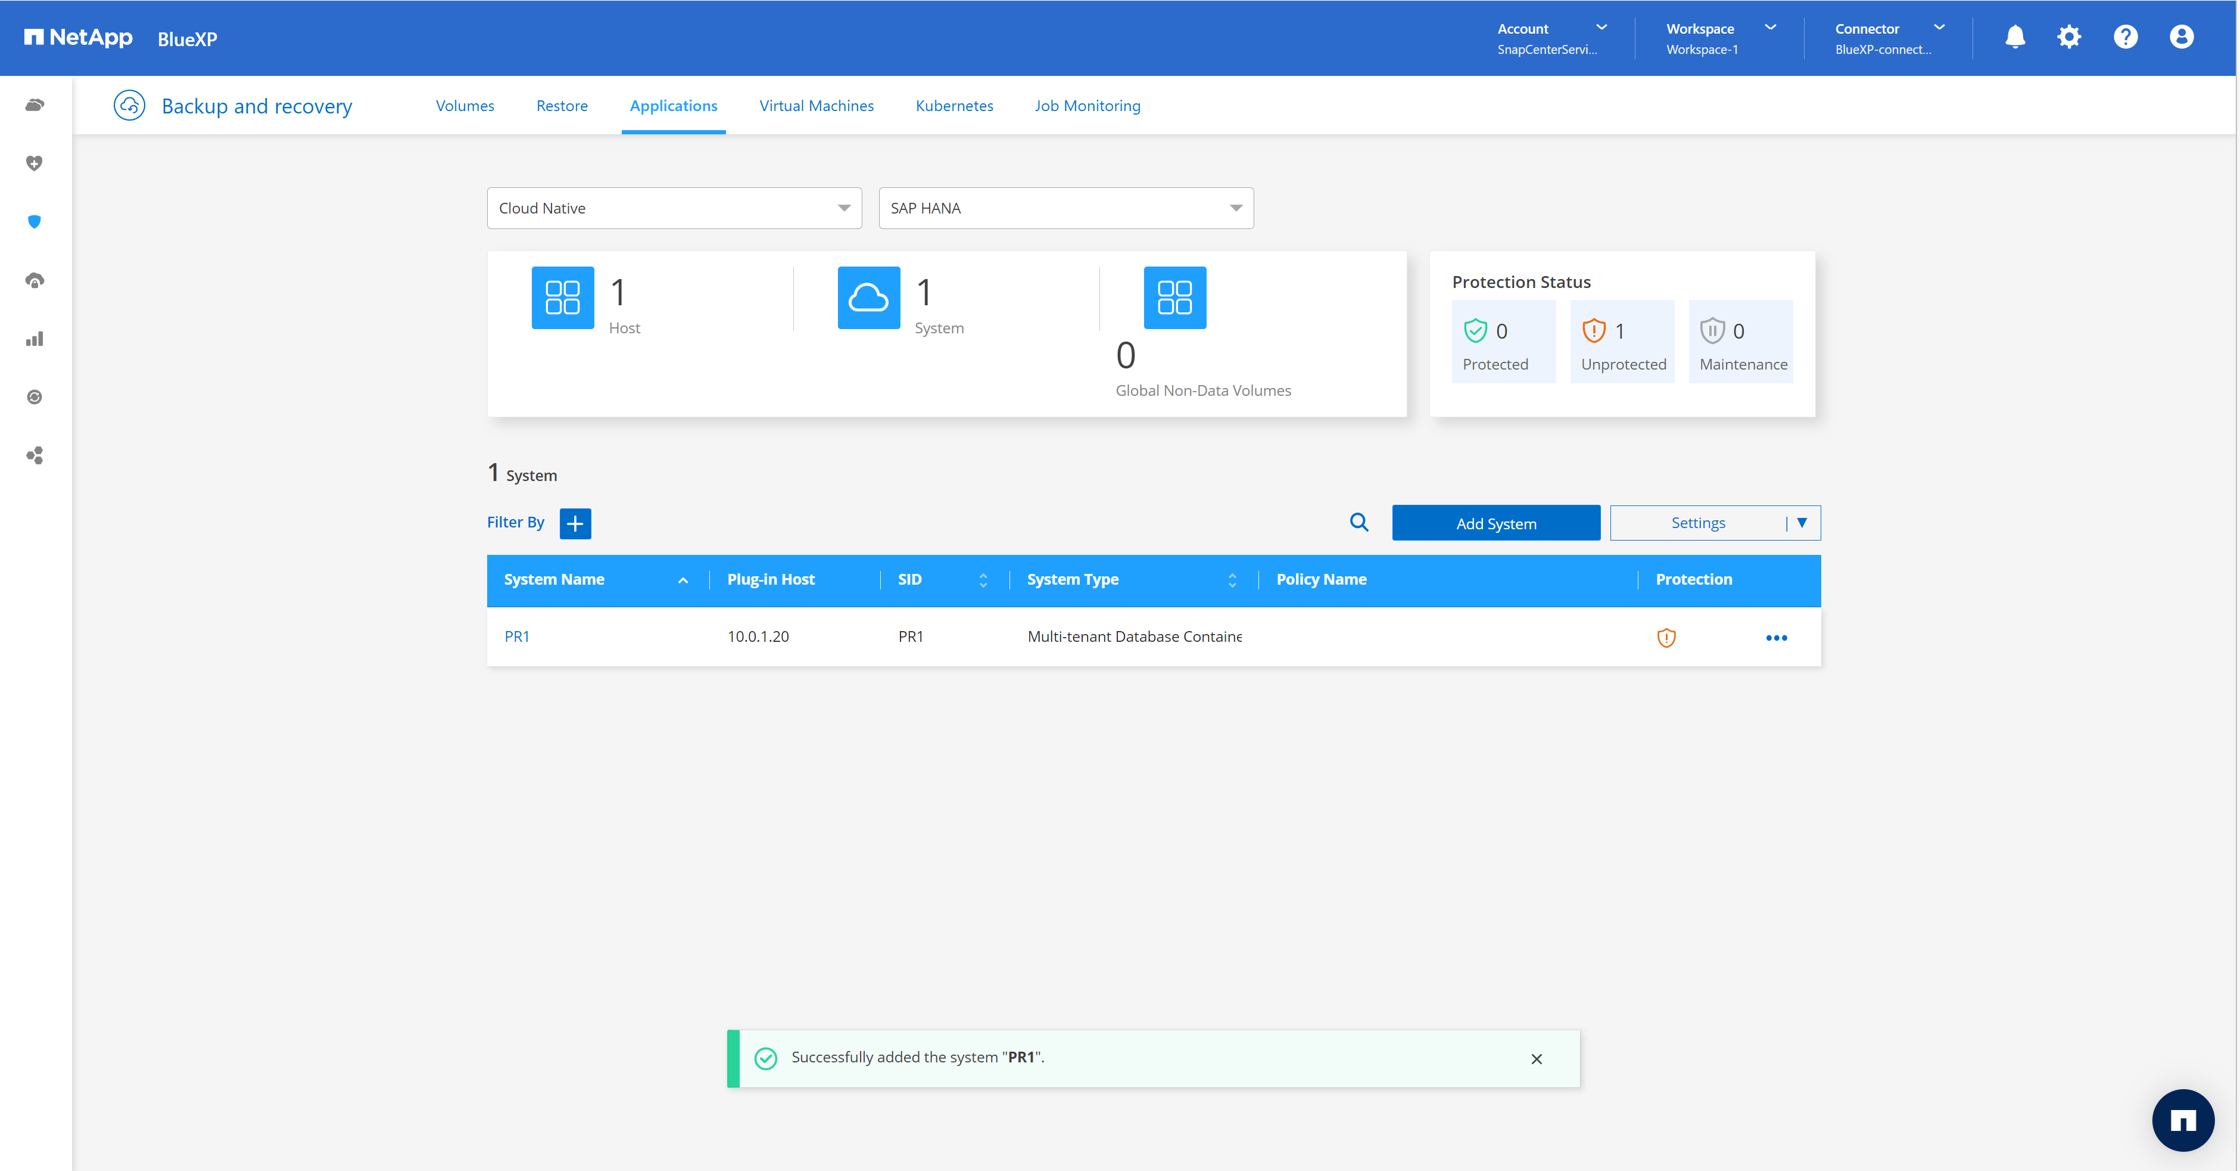 NetApp BlueXP
Account
SnapCenterServi...
Workspace
Workspace-1
Connector
BlueXP-connect...
Backup and recovery
Volumes
Restore
Applications
Virtual Machines
Kubernetes
Job Monitoring
Cloud Native
SAP HANA
1
Host
1
System
0
Global Non-Data Volumes
Protection Status
0
Protected
1
Unprotected
0
Maintenance
1 System
Filter By
Add System
Settings
System Name
Plug-in Host
SID
System Type
Policy Name
Protection
PR1
10.0.1.20
PR1
Multi-tenant Database Containe
Successfully added the system "PR1".